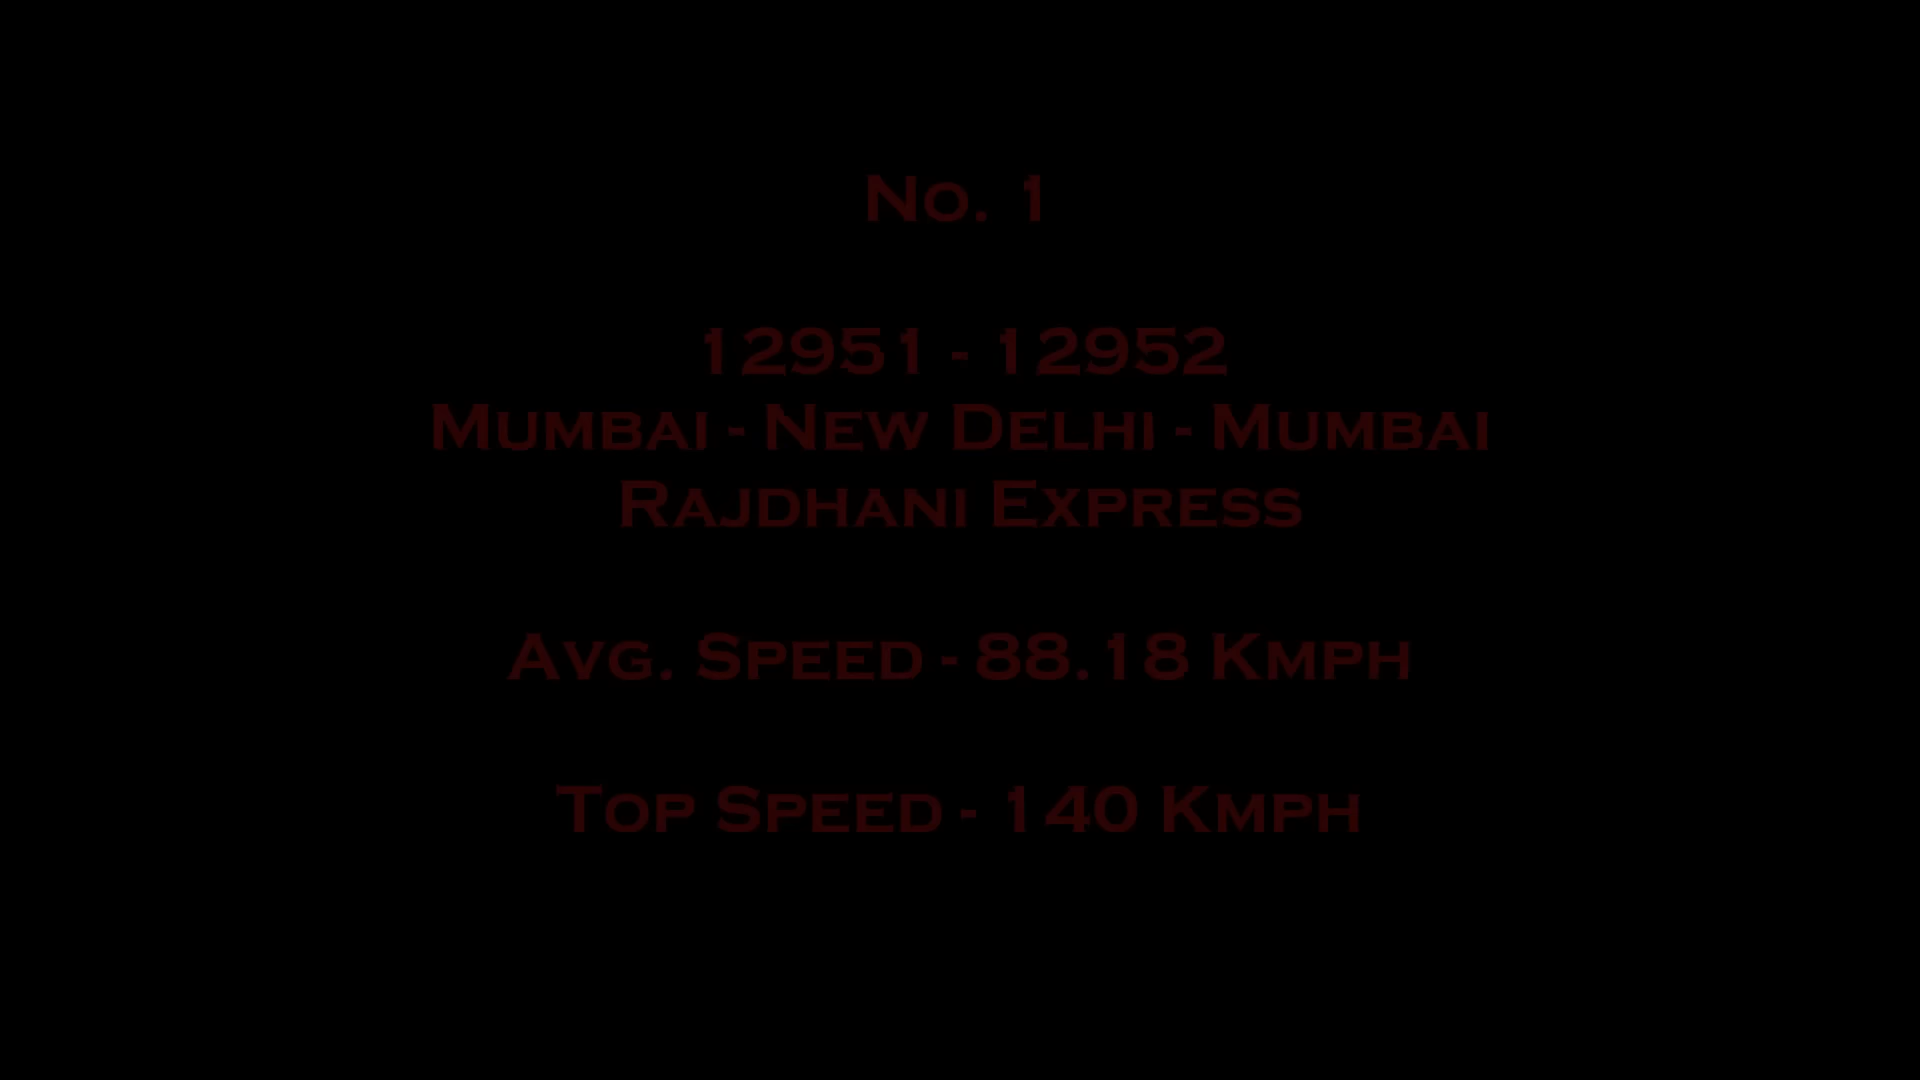 No. 1
12951 - 12952
Mumbai - New Delhi - Mumbai
Rajdhani Express
Avg. Speed - 88.18 Kmph
Top Speed - 140 Kmph